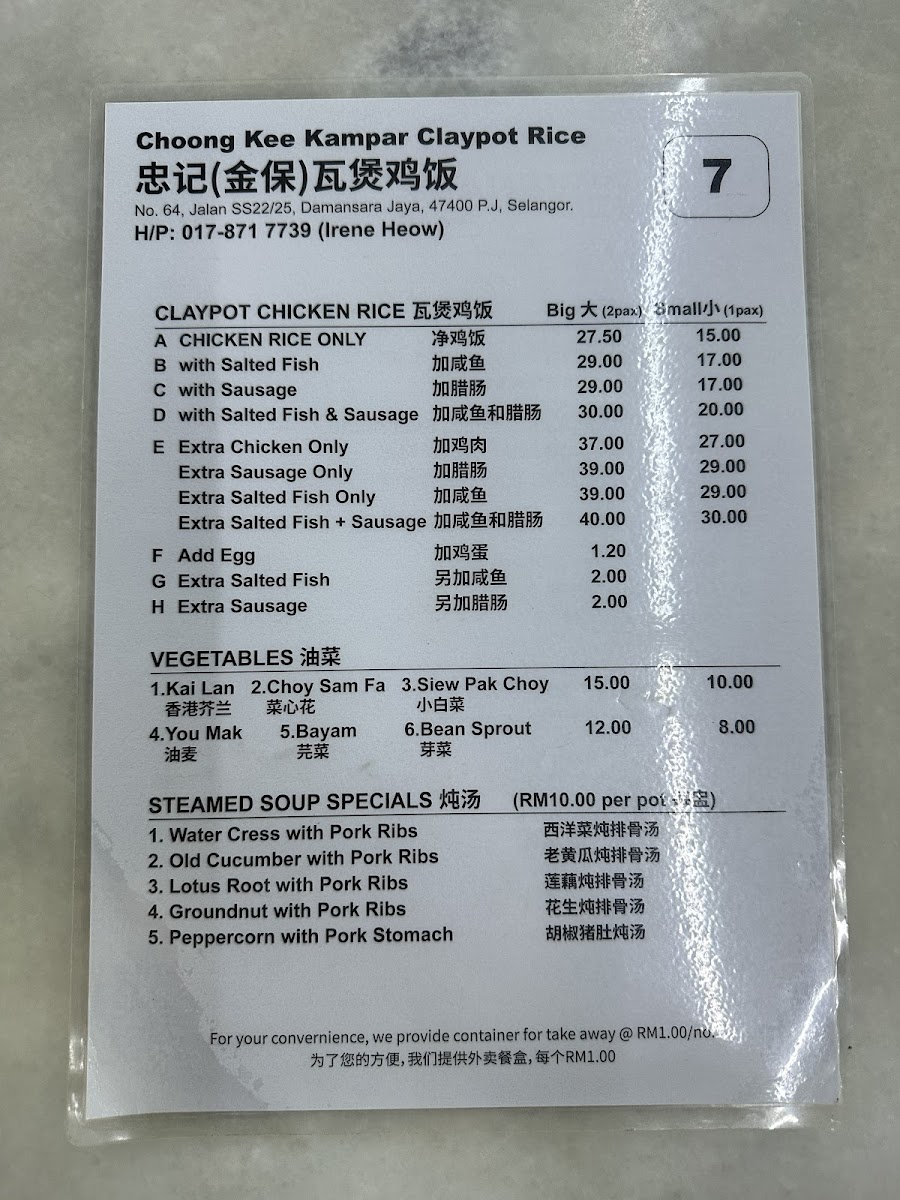 Choong Kee Kampar Claypot Rice
忠记(金保)瓦煲鸡饭
7
No. 64, Jalan SS22/25, Damansara Jaya, 47400 P.J, Selangor.
H/P: 017-871 7739 (Irene Heow)
CLAYPOT CHICKEN RICE 瓦煲鸡饭 Big 大 (2pax) Small小 (1pax)
A CHICKEN RICE ONLY 净鸡饭 27.50 15.00
B with Salted Fish 加咸鱼 29.00 17.00
C with Sausage 加腊肠 29.00 17.00
D with Salted Fish & Sausage 加咸鱼和腊肠 30.00 20.00
E Extra Chicken Only 加鸡肉 37.00 27.00
Extra Sausage Only 加腊肠 39.00 29.00
Extra Salted Fish Only 加咸鱼 39.00 29.00
Extra Salted Fish + Sausage 加咸鱼和腊肠 40.00 30.00
F Add Egg 加鸡蛋 1.20
G Extra Salted Fish 另加咸鱼 2.00
H Extra Sausage 另加腊肠 2.00
VEGETABLES 油菜
1.Kai Lan 2.Choy Sam Fa 3.Siew Pak Choy 15.00 10.00
香港芥兰 菜心花 小白菜
4.You Mak 5.Bayam 6.Bean Sprout 12.00 8.00
油麦 苋菜 芽菜
STEAMED SOUP SPECIALS 炖汤 (RM10.00 per pot
1. Water Cress with Pork Ribs 西洋菜炖排骨汤
2. Old Cucumber with Pork Ribs 老黄瓜炖排骨汤
3. Lotus Root with Pork Ribs 莲藕炖排骨汤
4. Groundnut with Pork Ribs 花生炖排骨汤
5. Peppercorn with Pork Stomach 胡椒猪肚炖汤
For your convernience, we provide container for take away @ RM1.00/no.
为了您的方便，我们提供外卖餐盒，每个RM1.00